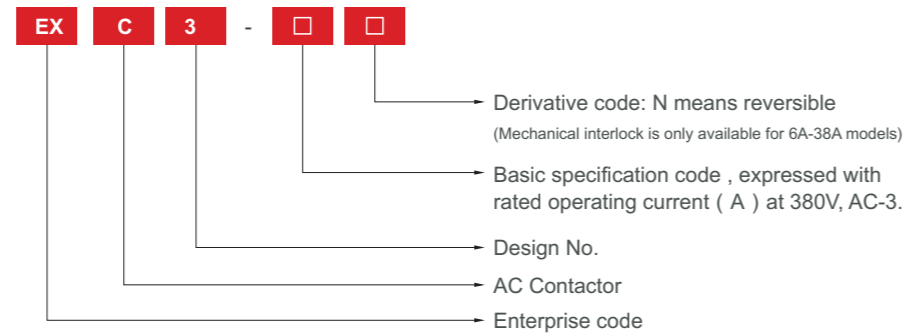 EX C 3 - □ □
Derivative code: N means reversible
(Mechanical interlock is only available for 6A-38A models)
Basic specification code , expressed with
rated operating current ( A ) at 380V, AC-3.
Design No.
AC Contactor
Enterprise code